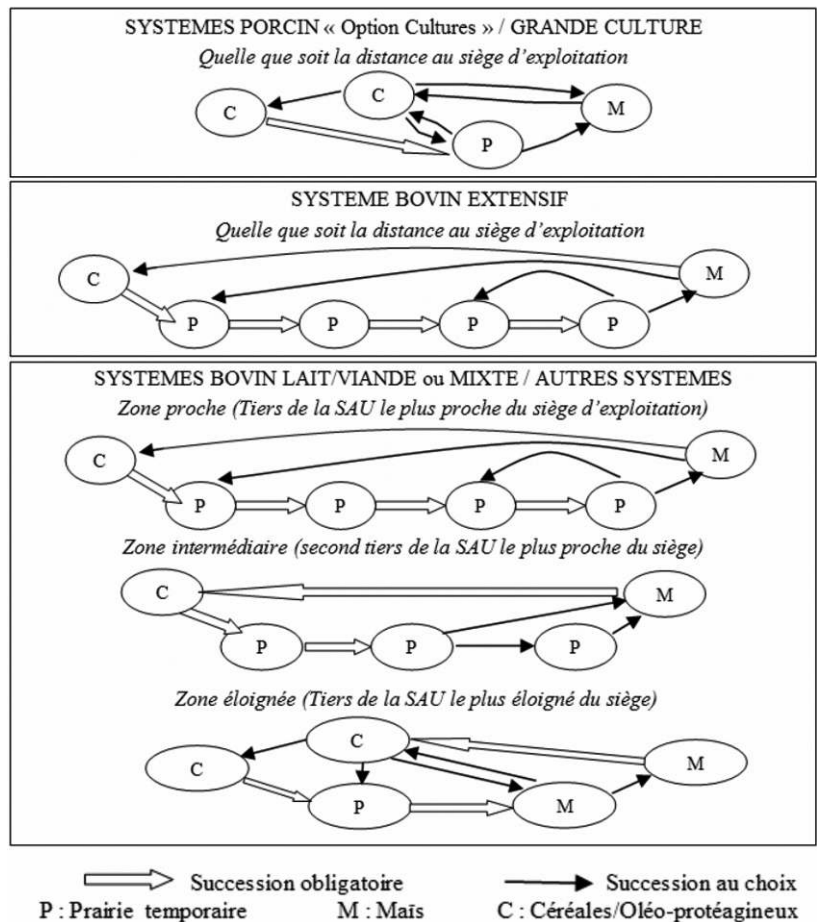 SYSTEMES PORCIN « Option Cultures » / GRANDE CULTURE
Quelle que soit la distance au siège d’exploitation
C
C
M
P
SYSTEME BOVIN EXTENSIF
Quelle que soit la distance au siège d’exploitation
C
M
P
P
P
P
SYSTEMES BOVIN LAIT/VIANDE ou MIXTE / AUTRES SYSTEMES
Zone proche (Tiers de la SAU le plus proche du siège d’exploitation)
C
M
P
P
P
P
Zone intermédiaire (second tiers de la SAU le plus proche du siège)
C
M
P
P
P
Zone éloignée (Tiers de la SAU le plus éloigné du siège)
C
C
M
P
M
Succession obligatoire
Succession au choix
P : Prairie temporaire
M : Maïs
C : Céréales/Oléo-protéagineux